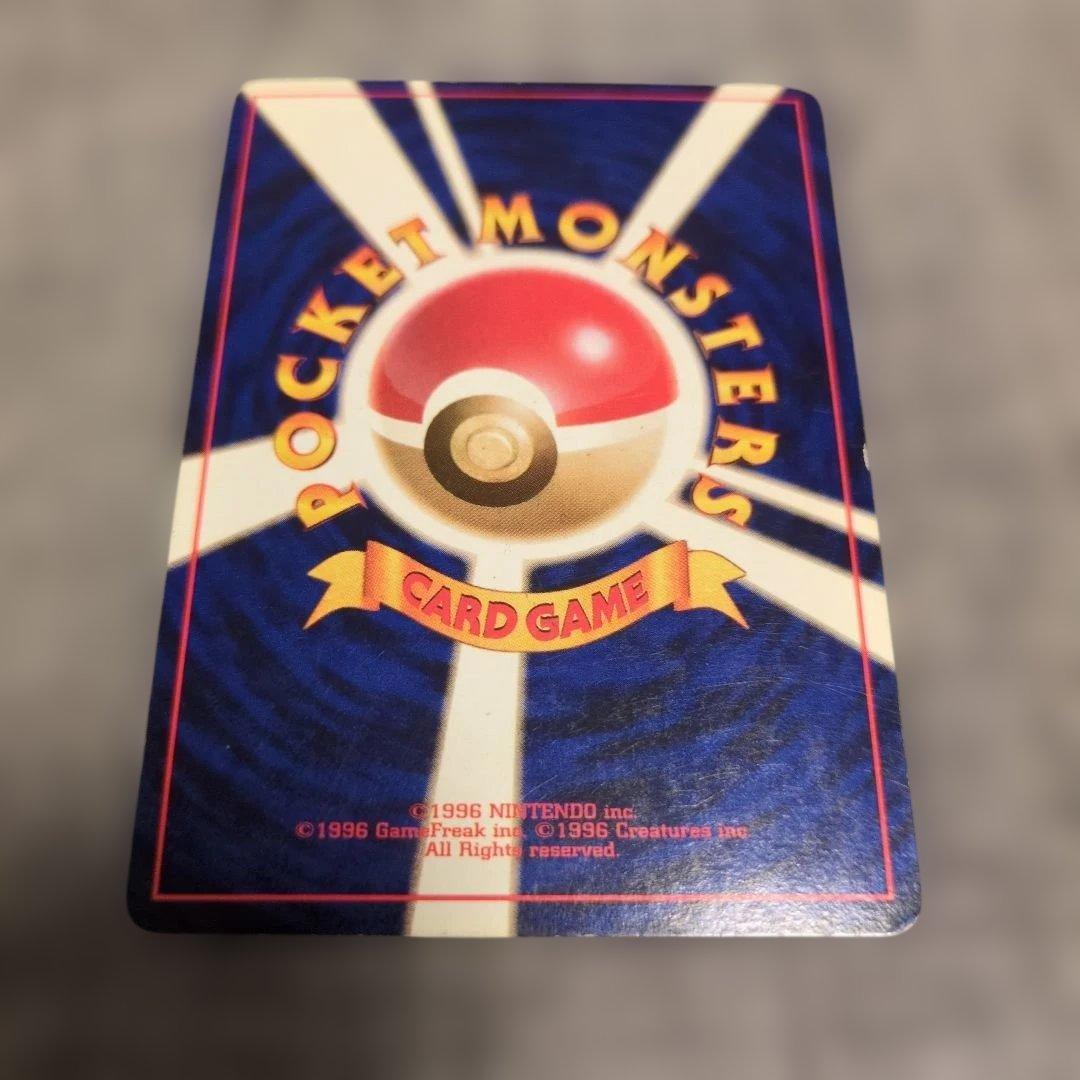 POCKET MONSTERS
CARD GAME
©1996 NINTENDO inc.
©1996 GameFreak inc. ©1996 Creatures inc
All Rights reserved.